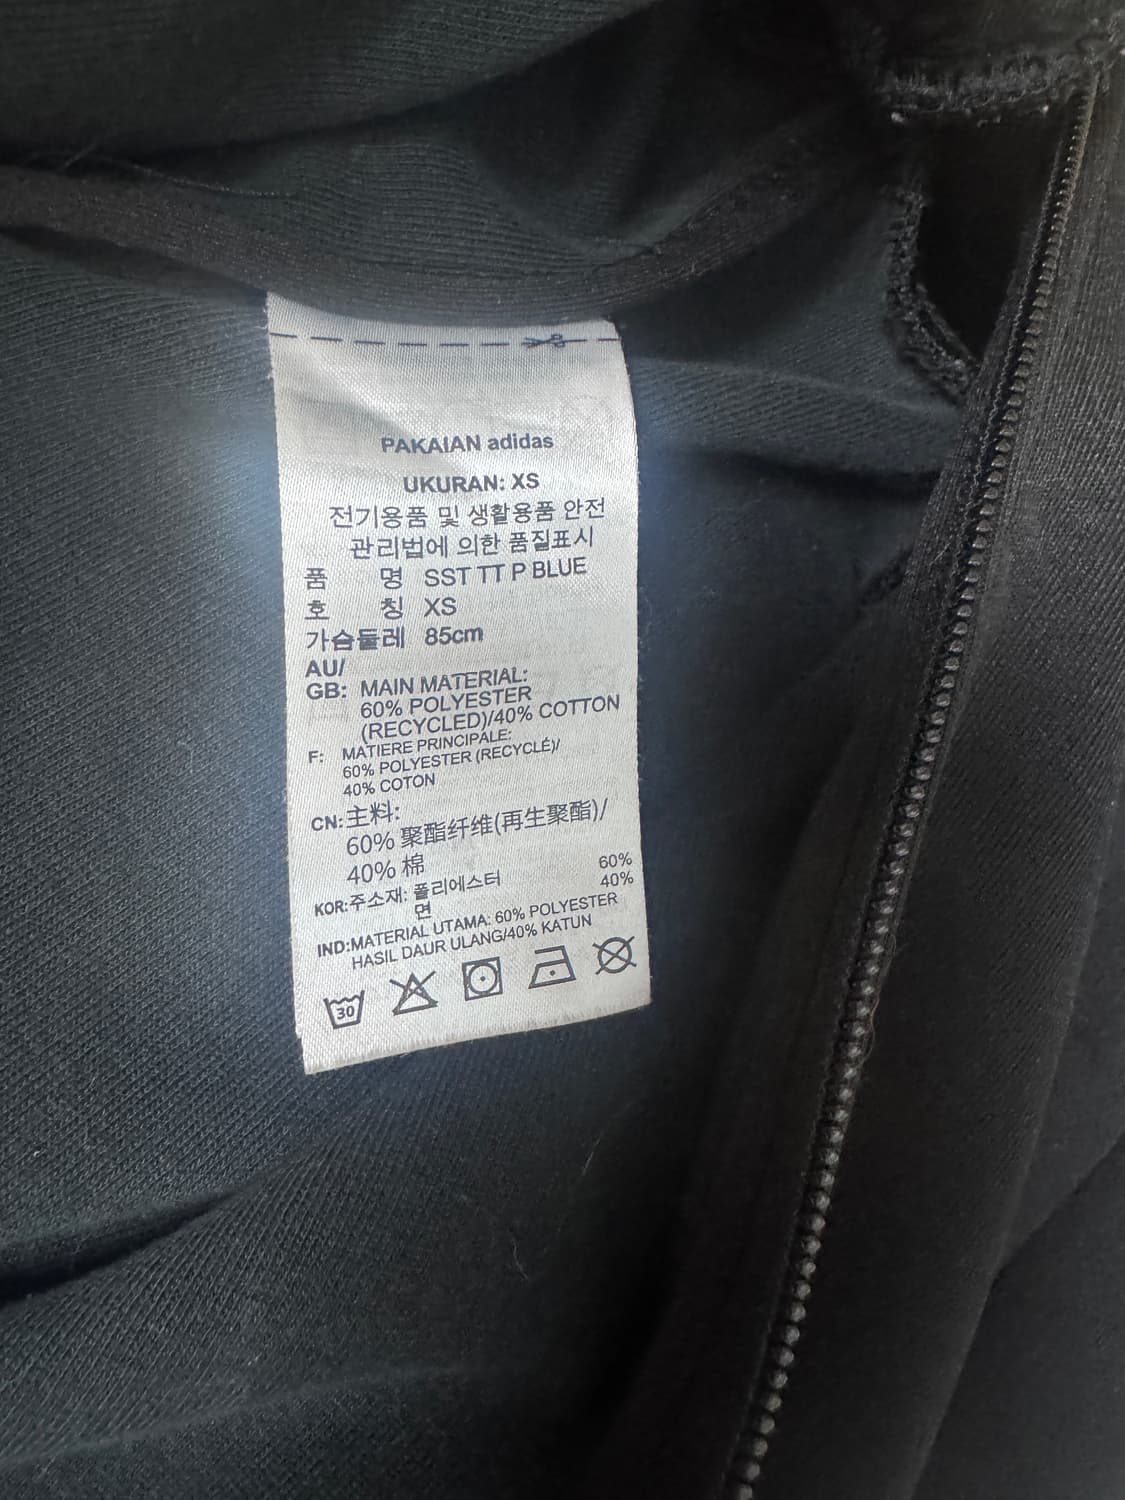 PAKAIAN adidas
UKURAN: XS
전기용품 및 생활용품 안전
관리법에 의한 품질표시
품 명 SST TT P BLUE
호 칭 XS
가슴둘레 85cm
AU/
GB: MAIN MATERIAL:
60% POLYESTER
(RECYCLED)/40% COTTON
F: MATIERE PRINCIPALE:
60% POLYESTER (RECYCLÉ)/
40% COTON
CN:主料:
60% 聚酯纤维(再生聚酯)/
40% 棉
KOR:주소재: 폴리에스터 60%
면 40%
IND:MATERIAL UTAMA: 60% POLYESTER
HASIL DAUR ULANG/40% KATUN
30